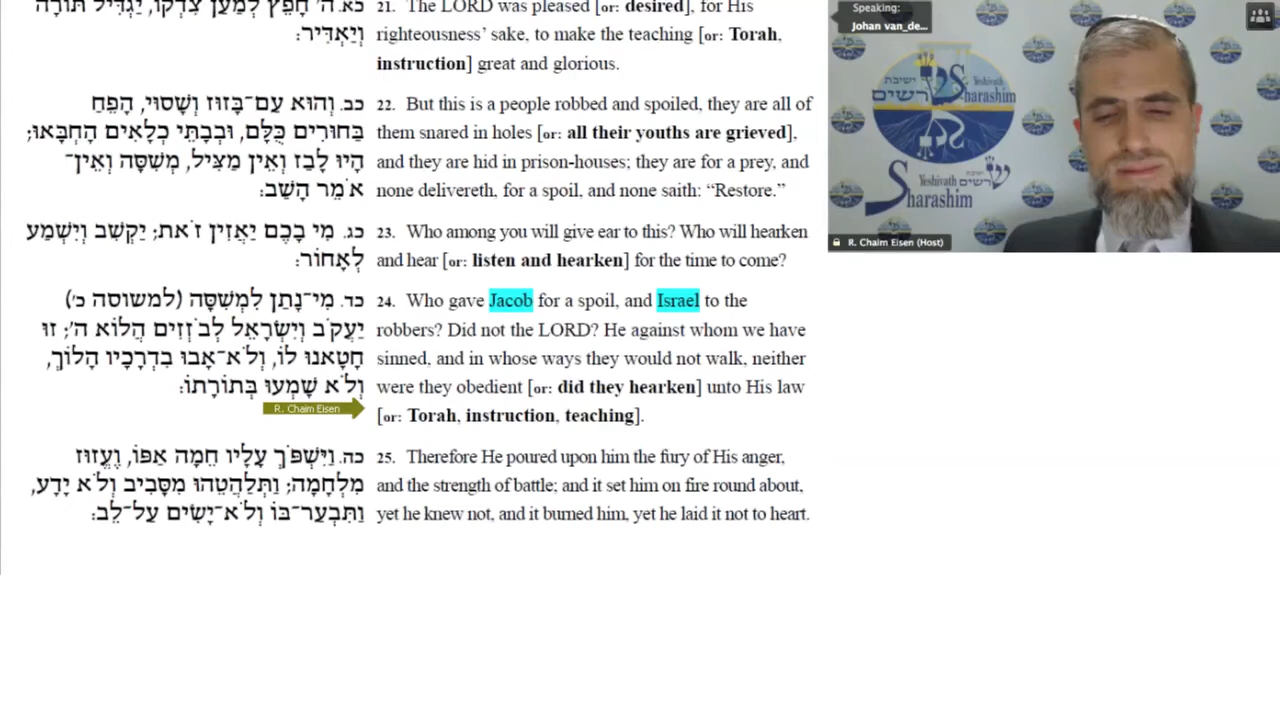 כא. ה' חָפֵץ לְמַעַן צִדְקוֹ, יַגְדִּיל תּוֹרָה
וְיַאְדִּיר:
21. The LORD was pleased [or: desired], for His
righteousness’ sake, to make the teaching [or: Torah,
instruction] great and glorious.
כב. וְהוּא עַם־בָּזוּז וְשָׁסוּי, הָפֵחַ
בַּחוּרִים כֻּלָּם, וּבְבָתֵּי כְלָאִים הָחְבָּאוּ;
הָיוּ לָבַז וְאֵין מַצִּיל, מְשִׁסָּה וְאֵין־
אֹמֵר הָשַׁב:
22. But this is a people robbed and spoiled, they are all of
them snared in holes [or: all their youths are grieved],
and they are hid in prison-houses; they are for a prey, and
none delivereth, for a spoil, and none saith: “Restore.”
כג. מִי בָכֶם יַאֲזִין זֹאת; יַקְשִׁב וְיִשְׁמַע
לְאָחוֹר:
23. Who among you will give ear to this? Who will hearken
and hear [or: listen and hearken] for the time to come?
כד. מִי־נָתַן לִמְשִׁסָּה (למשוסה כ')
יַעֲקֹב וְיִשְׂרָאֵל לְבֹזְזִים הֲלוֹא ה'; זוּ
חָטָאנוּ לוֹ, וְלֹא־אָבוּ בִדְרָכָיו הָלוֹךְ,
וְלֹא שָׁמְעוּ בְּתוֹרָתוֹ:
R. Chaim Eisen
24. Who gave Jacob for a spoil, and Israel to the
robbers? Did not the LORD? He against whom we have
sinned, and in whose ways they would not walk, neither
were they obedient [or: did they hearken] unto His law
[or: Torah, instruction, teaching].
כה. וַיִּשְׁפֹּךְ עָלָיו חֵמָה אַפּוֹ, וֶעֱזוּז
מִלְחָמָה; וַתְּלַהֲטֵהוּ מִסָּבִיב וְלֹא יָדָע,
וַתִּבְעַר־בּוֹ וְלֹא־יָשִׂים עַל־לֵב:
25. Therefore He poured upon him the fury of His anger,
and the strength of battle; and it set him on fire round about,
yet he knew not, and it burned him, yet he laid it not to heart.
Speaking:
Johan van_de...
ישיבת
שרשים
Yeshivath
Sharashim
Yeshivath
ישיבת
שרשים
Sharashim
R. Chaim Eisen (Host)